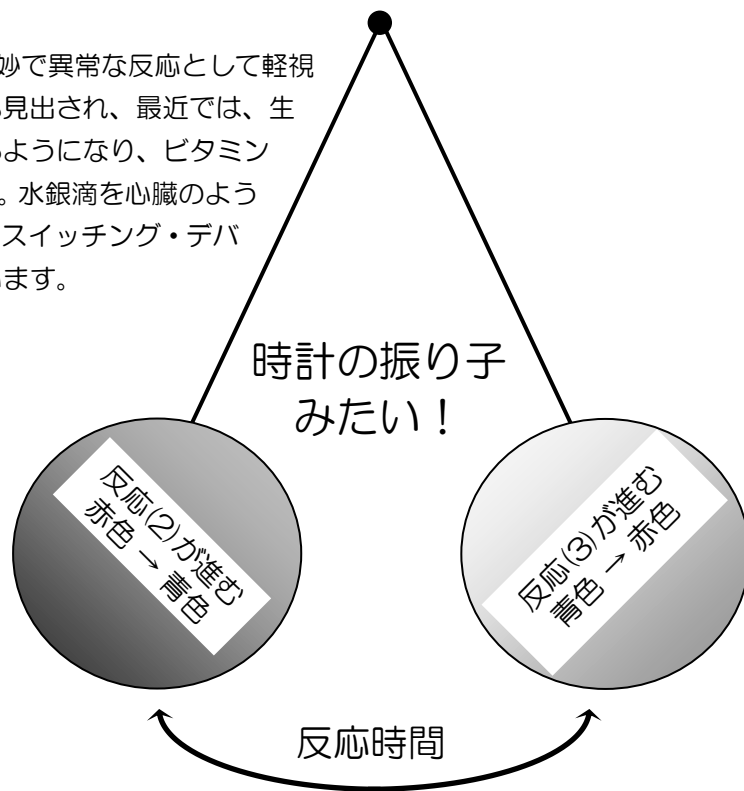 妙で異常な反応として軽視
見出され、最近では、生
ようになり、ビタミン
。水銀滴を心臓のよう
スイッチング・デバ
います。
時計の振り子
みたい！
反応(2)が進む
赤色 → 青色
反応(3)が進む
青色 → 赤色
反応時間